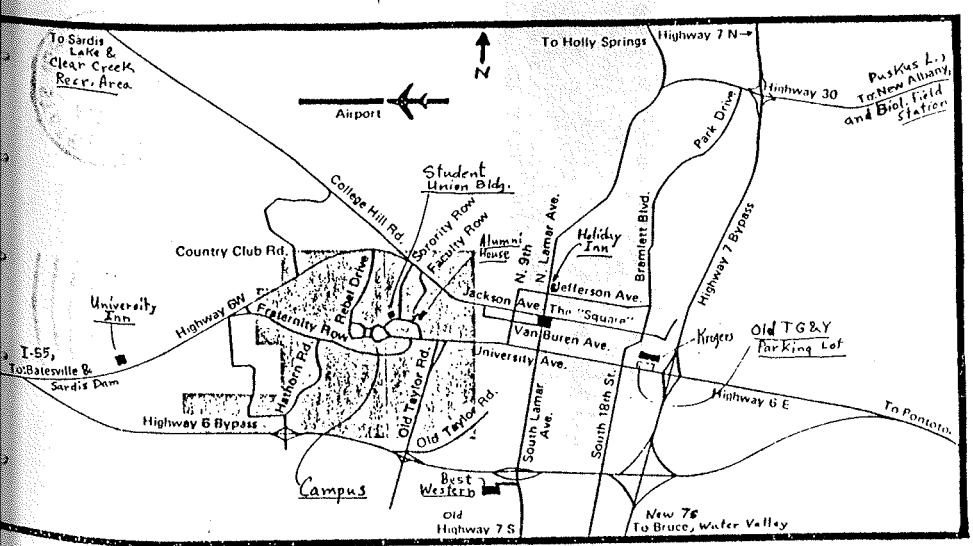 To Sardis
Lake &
Clear Creek
Recr. Area
N
To Holly Springs
Highway 7 N
Highway 30
Puskus L.,
To: New Albany,
and Biol. Field
Station
Airport
Park Drive
Student
Union Bldg.
College Hill Rd.
Sorority Row
Faculty Row
Alumni
House
N. 9th
N. Lamar Ave.
Holiday
Inn
Bramlett Blvd.
Highway 7 Bypass
Country Club Rd.
Rebel Drive
Jefferson Ave.
Jackson Ave.
The "Square"
University
Inn
Highway 6W
Fraternity Row
Van Buren Ave.
Krogers
Old TG&Y
Parking Lot
I-55,
To: Batesville &
Sardis Dam
Hathorn Rd.
Old Taylor Rd.
University Ave.
Highway 6 E
To Pontoto
Highway 6 Bypass
Old Taylor Rd.
South Lamar
Ave.
South 18th St.
Campus
Best
Western
Old
Highway 7 S
New 7S
To Bruce, Water Valley